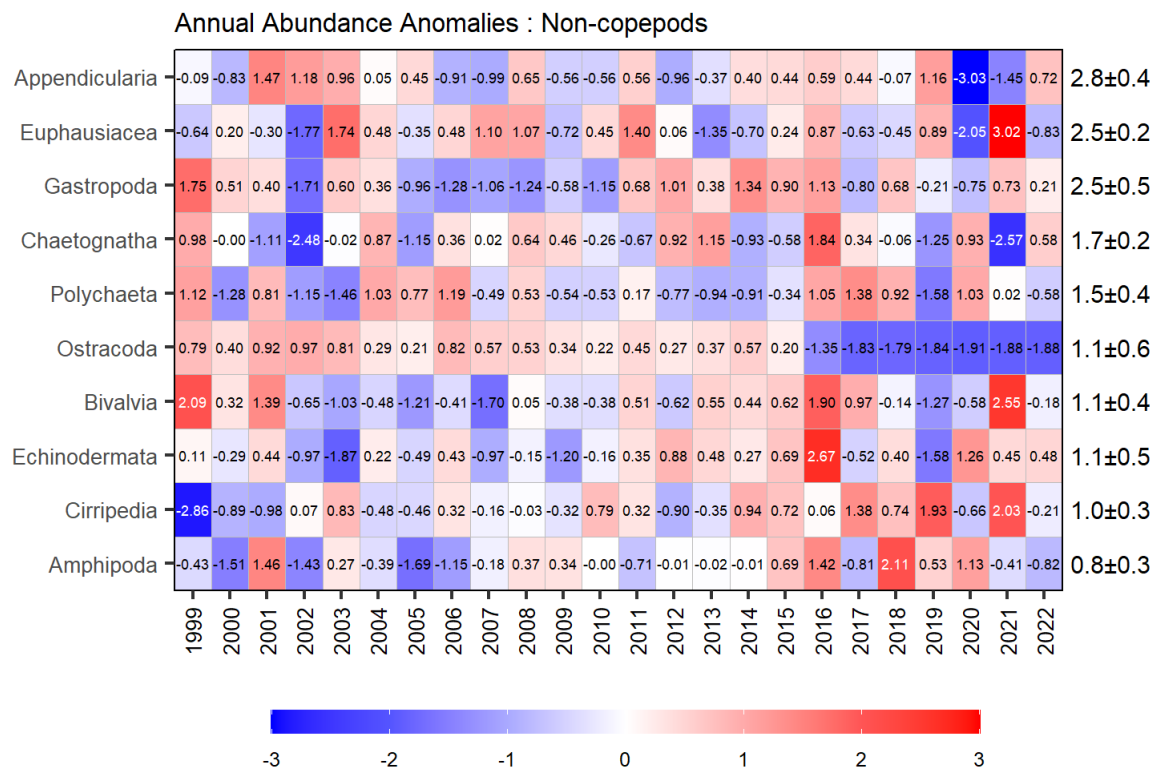 Annual Abundance Anomalies : Non-copepods
Appendicularia -0.09 -0.83 1.47 1.18 0.96 0.05 0.45 -0.91 -0.99 0.65 -0.56 -0.56 0.56 -0.96 -0.37 0.40 0.44 0.59 0.44 -0.07 1.16 -3.03 -1.45 0.72 2.8±0.4
Euphausiacea -0.64 0.20 -0.30 -1.77 1.74 0.48 -0.35 0.48 1.10 1.07 -0.72 0.45 1.40 0.06 -1.35 -0.70 0.24 0.87 -0.63 -0.45 0.89 -2.05 3.02 -0.83 2.5±0.2
Gastropoda 1.75 0.51 0.40 -1.71 0.60 0.36 -0.96 -1.28 -1.06 -1.24 -0.58 -1.15 0.68 1.01 0.38 1.34 0.90 1.13 -0.80 0.68 -0.21 -0.75 0.73 0.21 2.5±0.5
Chaetognatha 0.98 -0.00 -1.11 -2.48 -0.02 0.87 -1.15 0.36 0.02 0.64 0.46 -0.26 -0.67 0.92 1.15 -0.93 -0.58 1.84 0.34 -0.06 -1.25 0.93 -2.57 0.58 1.7±0.2
Polychaeta 1.12 -1.28 0.81 -1.15 -1.46 1.03 0.77 1.19 -0.49 0.53 -0.54 -0.53 0.17 -0.77 -0.94 -0.91 -0.34 1.05 1.38 0.92 -1.58 1.03 0.02 -0.58 1.5±0.4
Ostracoda 0.79 0.40 0.92 0.97 0.81 0.29 0.21 0.82 0.57 0.53 0.34 0.22 0.45 0.27 0.37 0.57 0.20 -1.35 -1.83 -1.79 -1.84 -1.91 -1.88 -1.88 1.1±0.6
Bivalvia 2.09 0.32 1.39 -0.65 -1.03 -0.48 -1.21 -0.41 -1.70 0.05 -0.38 -0.38 0.51 -0.62 0.55 0.44 0.62 1.90 0.97 -0.14 -1.27 -0.58 2.55 -0.18 1.1±0.4
Echinodermata 0.11 -0.29 0.44 -0.97 -1.87 0.22 -0.49 0.43 -0.97 -0.15 -1.20 -0.16 0.35 0.88 0.48 0.27 0.69 2.67 -0.52 0.40 -1.58 1.26 0.45 0.48 1.1±0.5
Cirripedia -2.86 -0.89 -0.98 0.07 0.83 -0.48 -0.46 0.32 -0.16 -0.03 -0.32 0.79 0.32 -0.90 -0.35 0.94 0.72 0.06 1.38 0.74 1.93 -0.66 2.03 -0.21 1.0±0.3
Amphipoda -0.43 -1.51 1.46 -1.43 0.27 -0.39 -1.69 -1.15 -0.18 0.37 0.34 -0.00 -0.71 -0.01 -0.02 -0.01 0.69 1.42 -0.81 2.11 0.53 1.13 -0.41 -0.82 0.8±0.3
1999 2000 2001 2002 2003 2004 2005 2006 2007 2008 2009 2010 2011 2012 2013 2014 2015 2016 2017 2018 2019 2020 2021 2022
-3 -2 -1 0 1 2 3